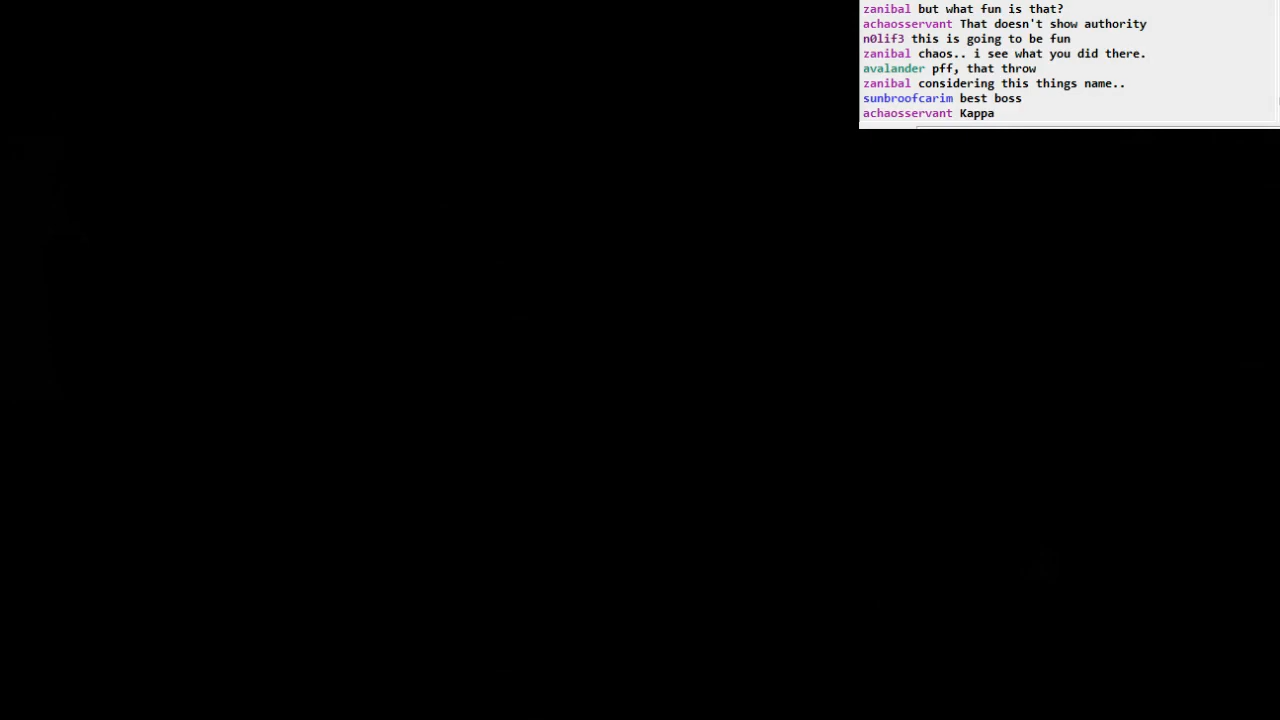 zanibal but what fun is that?
achaosservant That doesn't show authority
n0lif3 this is going to be fun
zanibal chaos.. i see what you did there.
avalander pff, that throw
zanibal considering this things name..
sunbroofcarim best boss
achaosservant Kappa